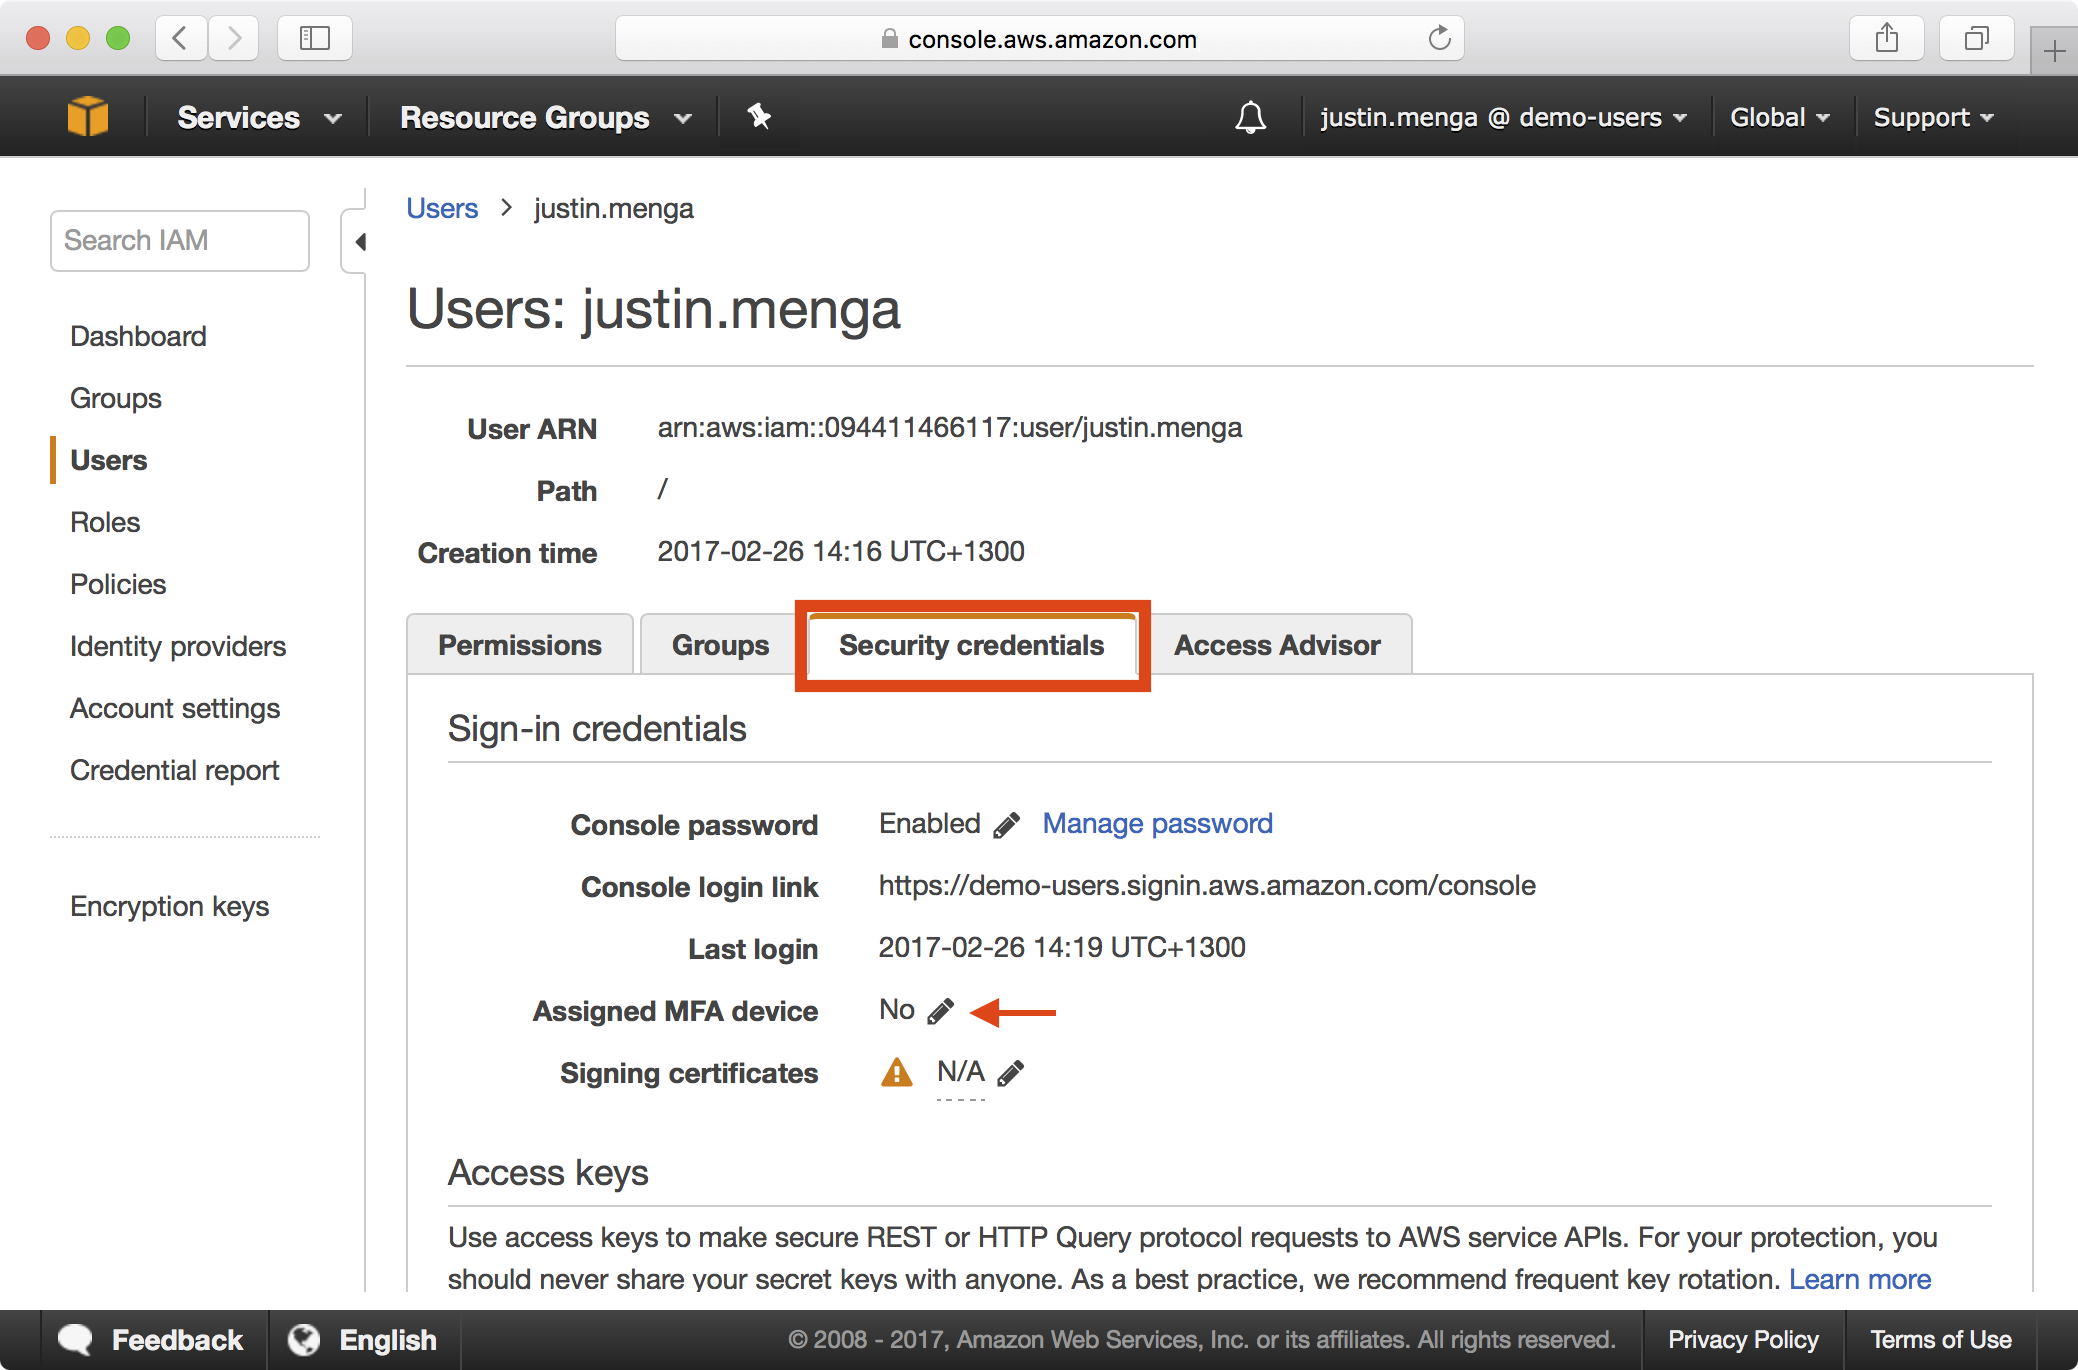 console.aws.amazon.com
Services
Resource Groups
justin.menga @ demo-users
Global
Support
Search IAM
Dashboard
Groups
Users
Roles
Policies
Identity providers
Account settings
Credential report
Encryption keys
Users > justin.menga
Users: justin.menga
User ARN arn:aws:iam::094411466117:user/justin.menga
Path /
Creation time 2017-02-26 14:16 UTC+1300
Permissions Groups Security credentials Access Advisor
Sign-in credentials
Console password Enabled Manage password
Console login link https://demo-users.signin.aws.amazon.com/console
Last login 2017-02-26 14:19 UTC+1300
Assigned MFA device No
Signing certificates N/A
Access keys
Use access keys to make secure REST or HTTP Query protocol requests to AWS service APIs. For your protection, you
should never share your secret keys with anyone. As a best practice, we recommend frequent key rotation. Learn more
Feedback English © 2008 - 2017, Amazon Web Services, Inc. or its affiliates. All rights reserved. Privacy Policy Terms of Use